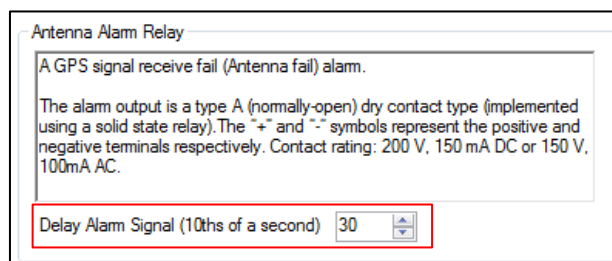 Antenna Alarm Relay
A GPS signal receive fail (Antenna fail) alarm.
The alarm output is a type A (normally-open) dry contact type (implemented
using a solid state relay).The "+" and "-" symbols represent the positive and
negative terminals respectively. Contact rating: 200 V, 150 mA DC or 150 V,
100mA AC.
Delay Alarm Signal (10ths of a second) 30